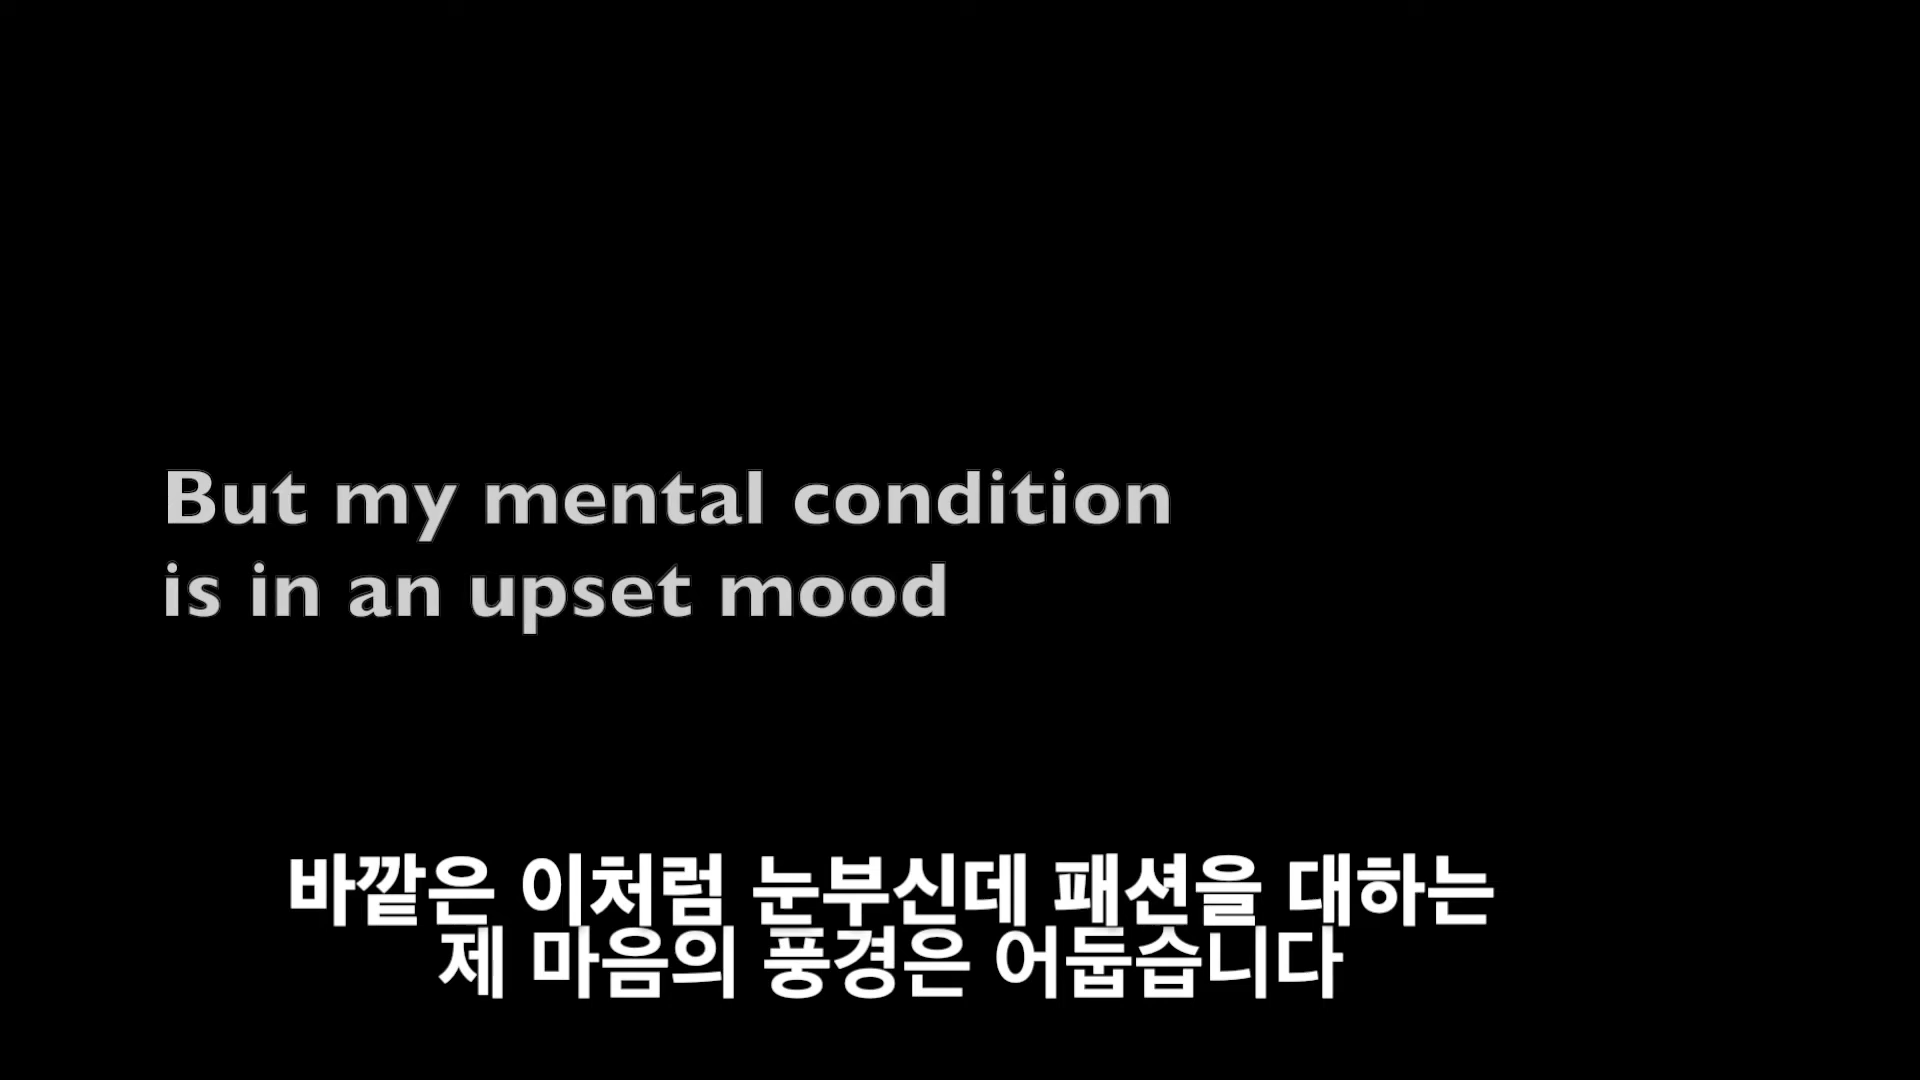 But my mental condition
is in an upset mood
바깥은 이처럼 눈부신데 패션을 대하는
제 마음의 풍경은 어둡습니다